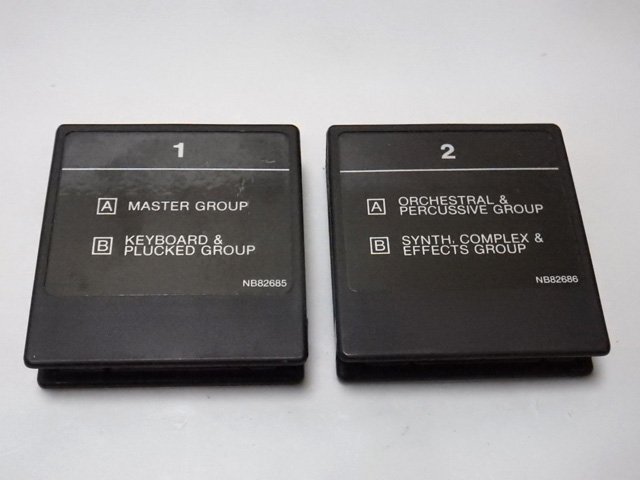 1
A MASTER GROUP
B KEYBOARD &
PLUCKED GROUP
NB82685
2
A ORCHESTRAL &
PERCUSSIVE GROUP
B SYNTH, COMPLEX &
EFFECTS GROUP
NB82686